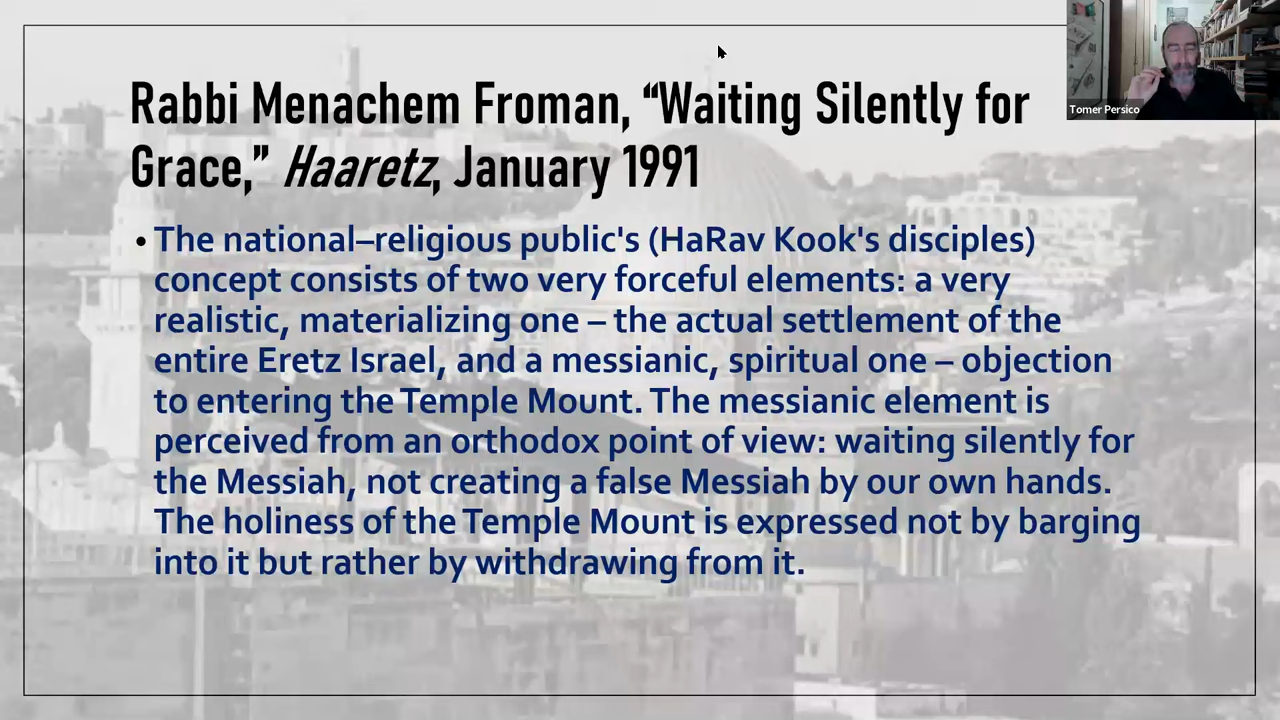 Tomer Persico
Rabbi Menachem Froman, “Waiting Silently for
Grace,” Haaretz, January 1991
• The national–religious public's (HaRav Kook's disciples)
concept consists of two very forceful elements: a very
realistic, materializing one – the actual settlement of the
entire Eretz Israel, and a messianic, spiritual one – objection
to entering the Temple Mount. The messianic element is
perceived from an orthodox point of view: waiting silently for
the Messiah, not creating a false Messiah by our own hands.
The holiness of the Temple Mount is expressed not by barging
into it but rather by withdrawing from it.